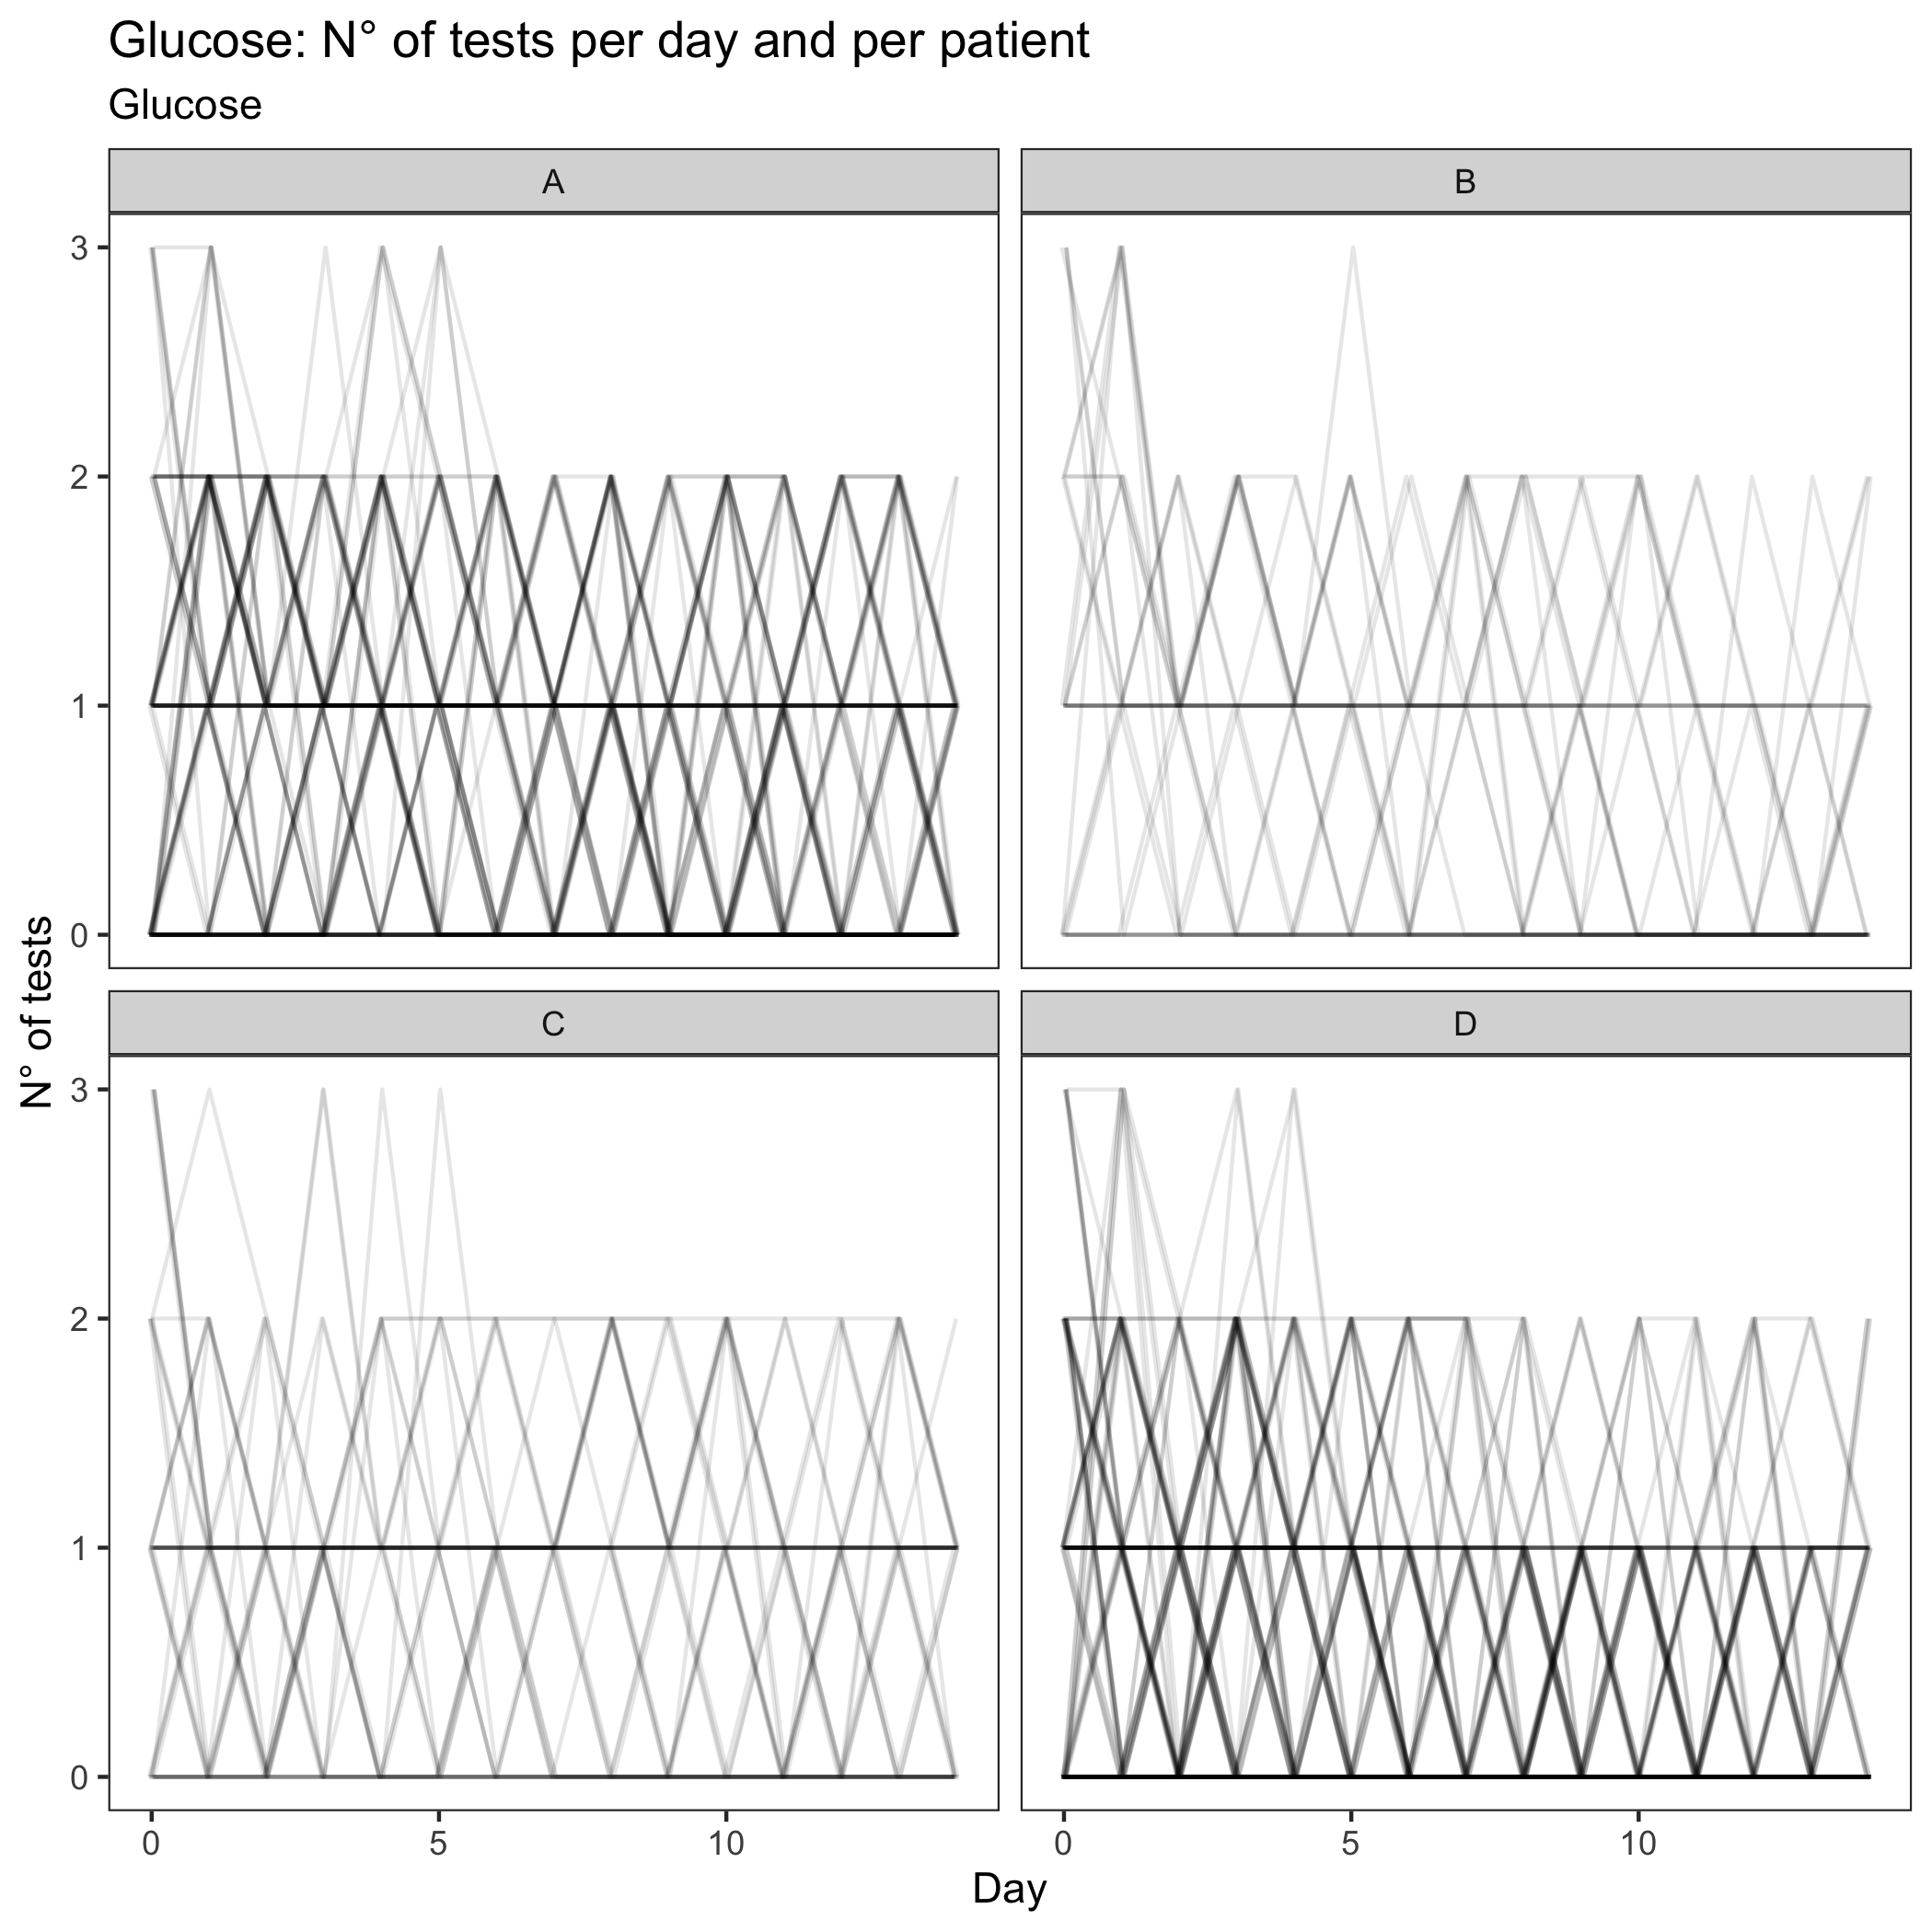 Glucose: N° of tests per day and per patient
Glucose
A
B
3
2
1
0
C
D
3
2
1
0
N° of tests
0
5
10
0
5
10
Day